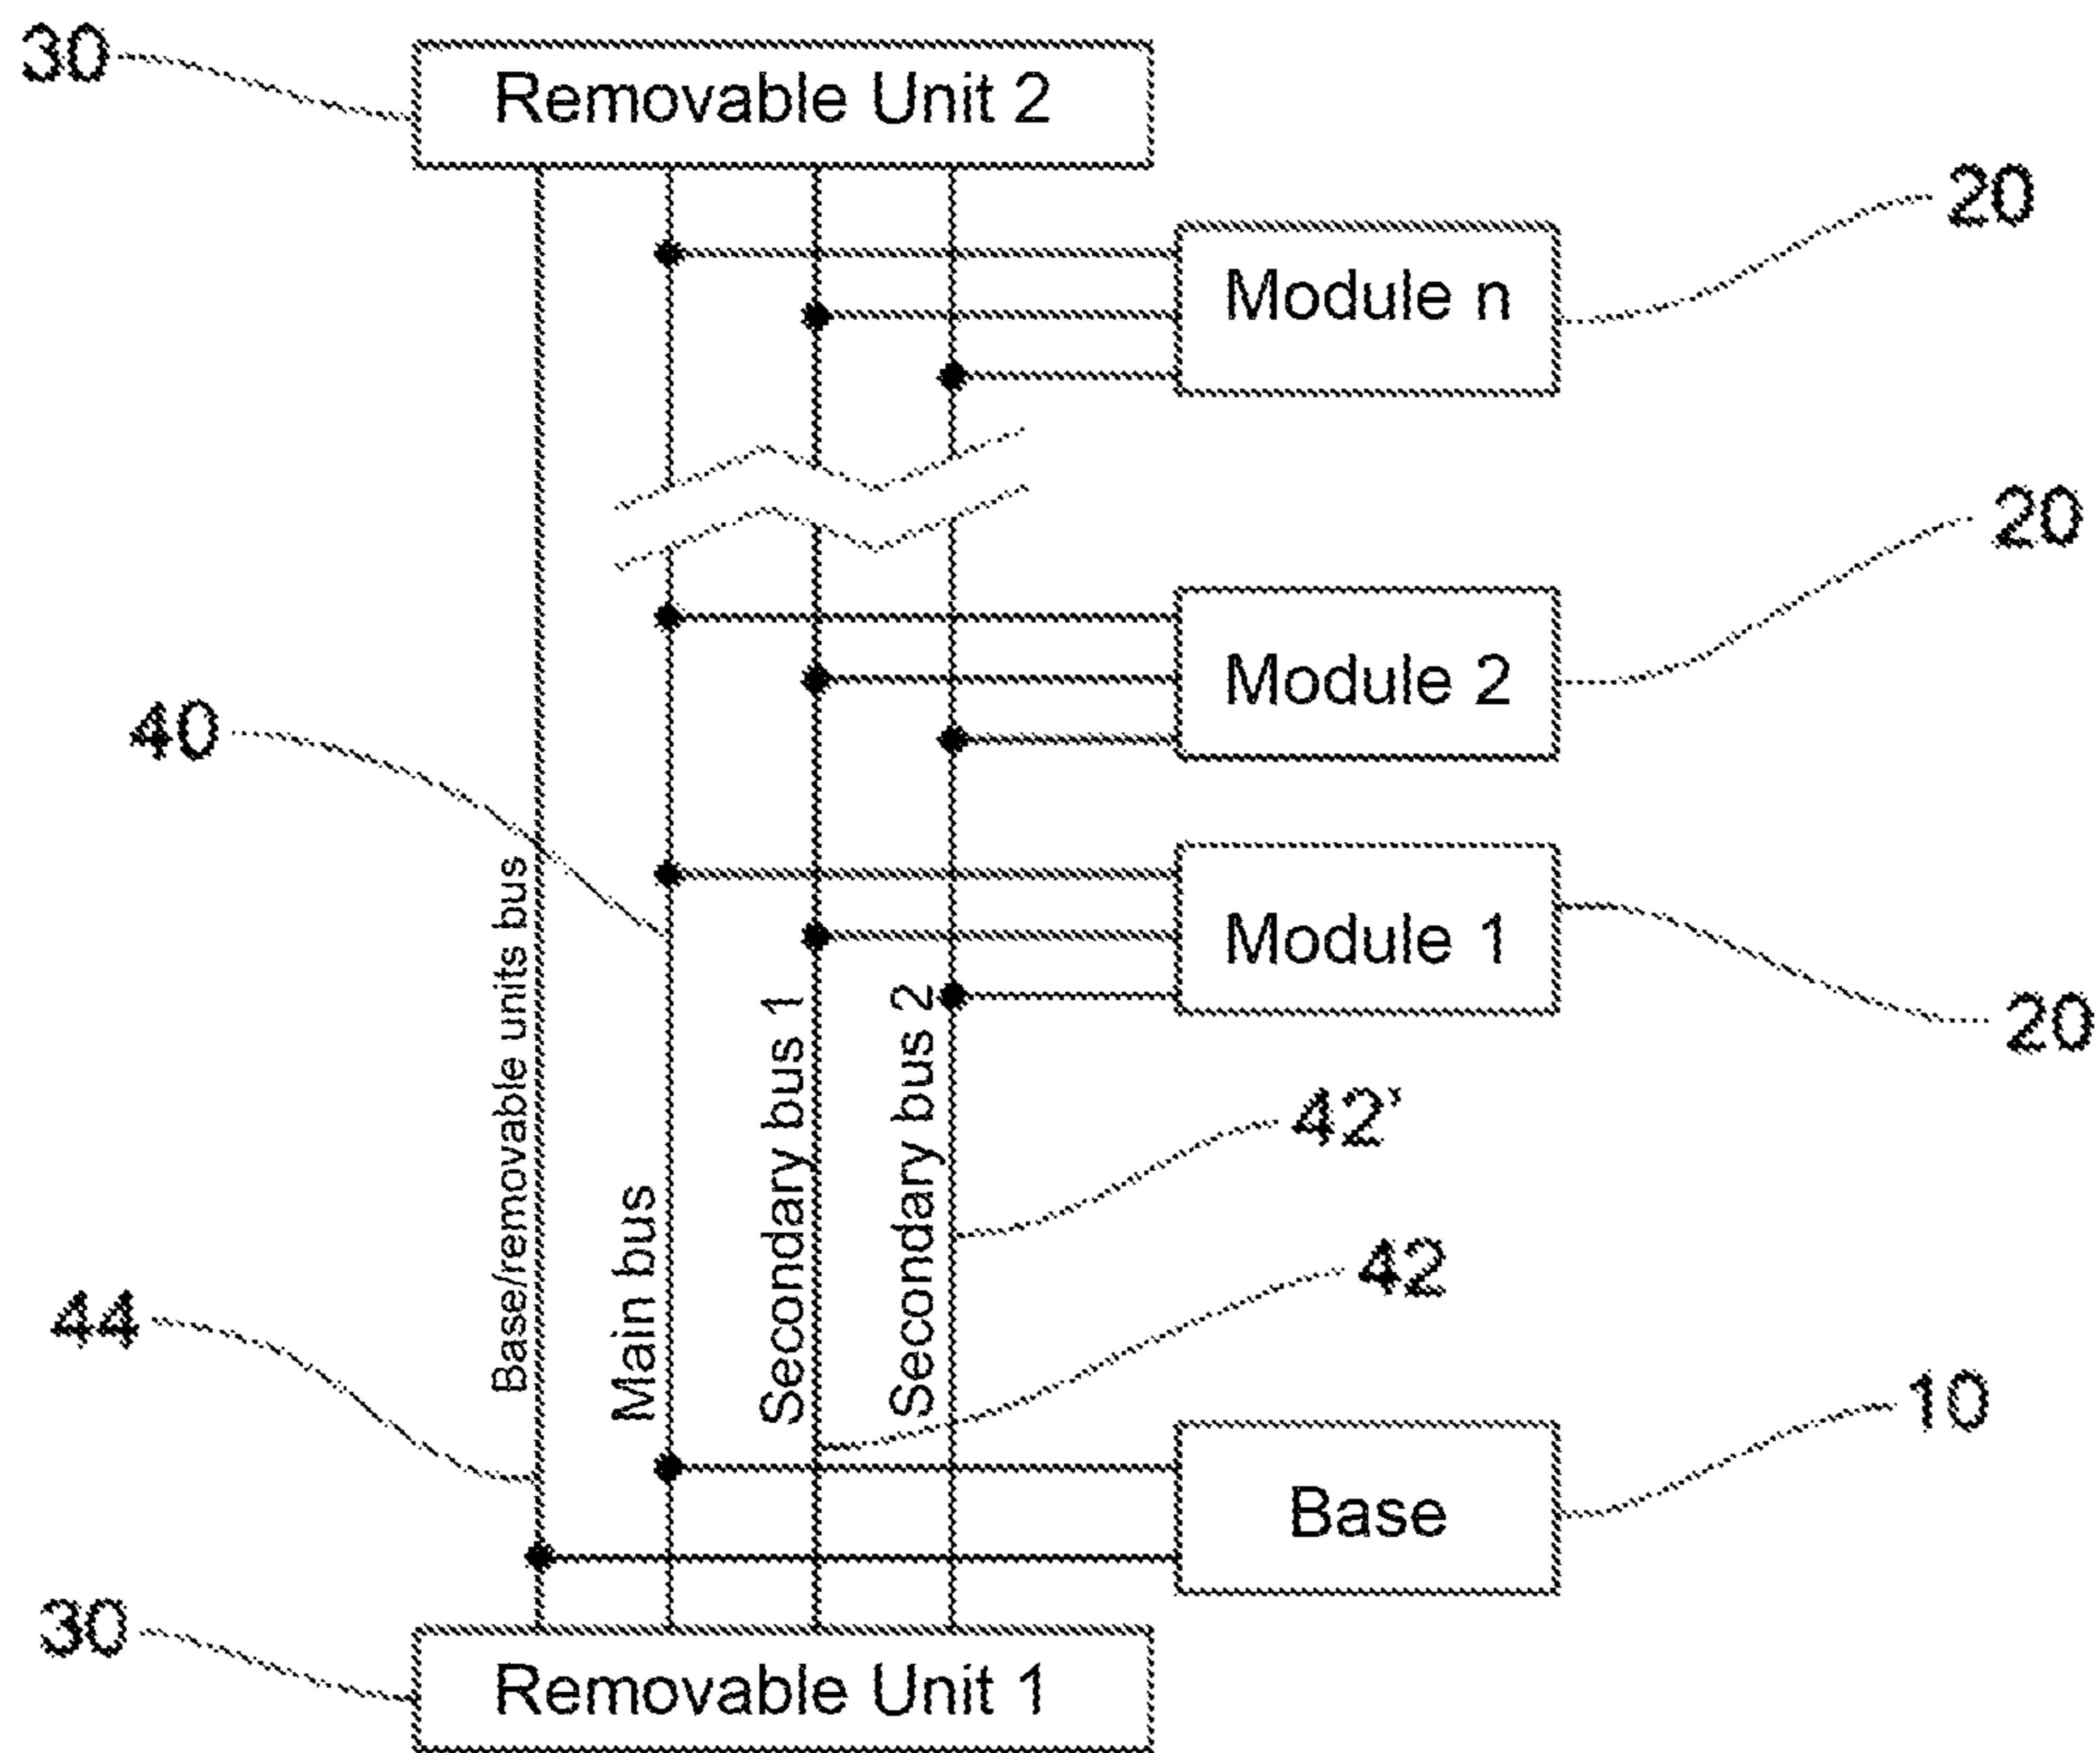 30
Removable Unit 2
20
Module n
20
Module 2
40
Module 1
20
Base/removable units bus
Main bus
Secondary bus 1
Secondary bus 2
42'
42
44
10
Base
30
Removable Unit 1